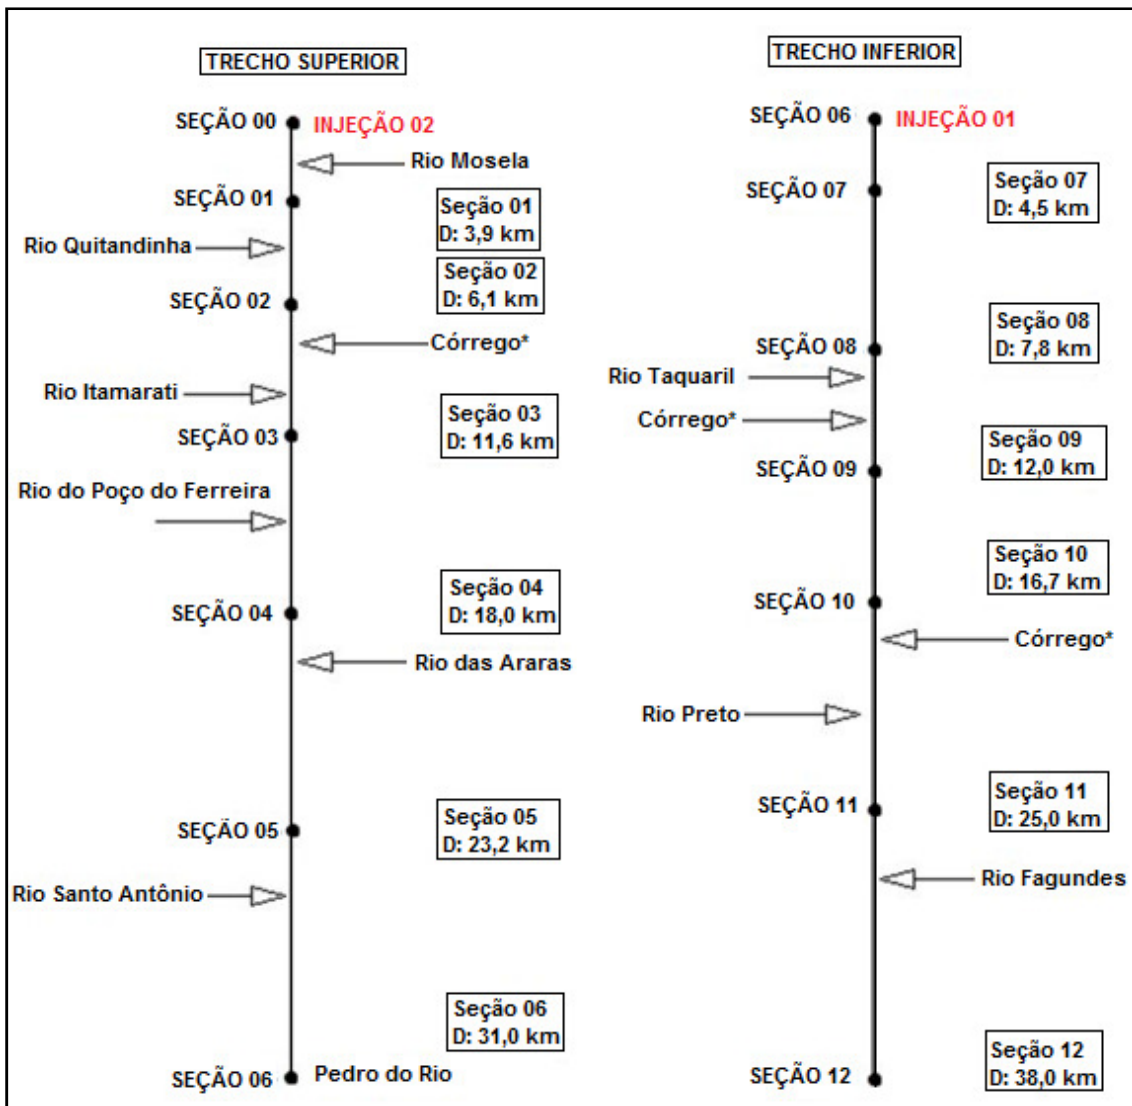 TRECHO SUPERIOR
SEÇÃO 00
INJEÇÃO 02
Rio Mosela
SEÇÃO 01
Seção 01
D: 3,9 km
Rio Quitandinha
Seção 02
D: 6,1 km
SEÇÃO 02
Córrego*
Rio Itamarati
Seção 03
D: 11,6 km
SEÇÃO 03
Rio do Poço do Ferreira
Seção 04
D: 18,0 km
SEÇÃO 04
Rio das Araras
Seção 05
D: 23,2 km
SEÇÃO 05
Rio Santo Antônio
Seção 06
D: 31,0 km
SEÇÃO 06
Pedro do Rio
TRECHO INFERIOR
SEÇÃO 06
INJEÇÃO 01
SEÇÃO 07
Seção 07
D: 4,5 km
Seção 08
D: 7,8 km
SEÇÃO 08
Rio Taquaril
Córrego*
Seção 09
D: 12,0 km
SEÇÃO 09
Seção 10
D: 16,7 km
SEÇÃO 10
Córrego*
Rio Preto
Seção 11
D: 25,0 km
SEÇÃO 11
Rio Fagundes
Seção 12
D: 38,0 km
SEÇÃO 12